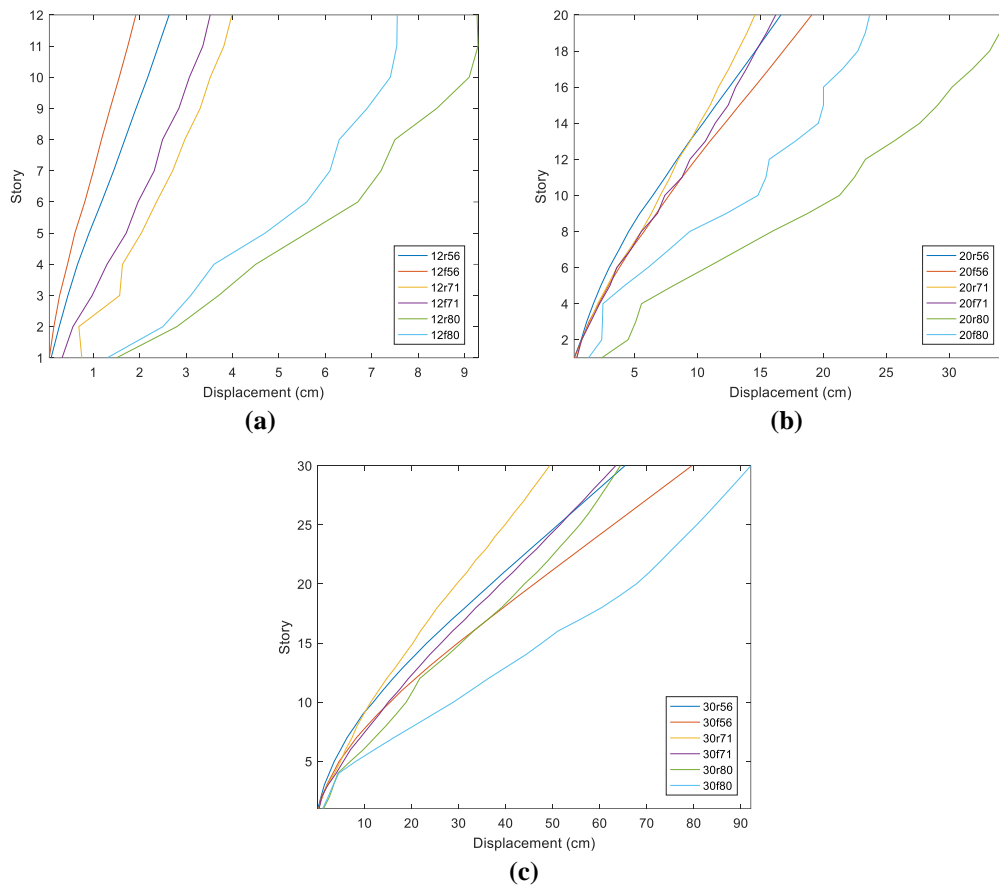 12
11
10
9
8
7
6
5
4
3
2
1
Story
1 2 3 4 5 6 7 8 9
Displacement (cm)
12r56
12f56
12r71
12f71
12r80
12f80
(a)
20
18
16
14
12
10
8
6
4
2
Story
5 10 15 20 25 30
Displacement (cm)
20r56
20f56
20r71
20f71
20r80
20f80
(b)
30
25
20
15
10
5
Story
10 20 30 40 50 60 70 80 90
Displacement (cm)
30r56
30f56
30r71
30f71
30r80
30f80
(c)